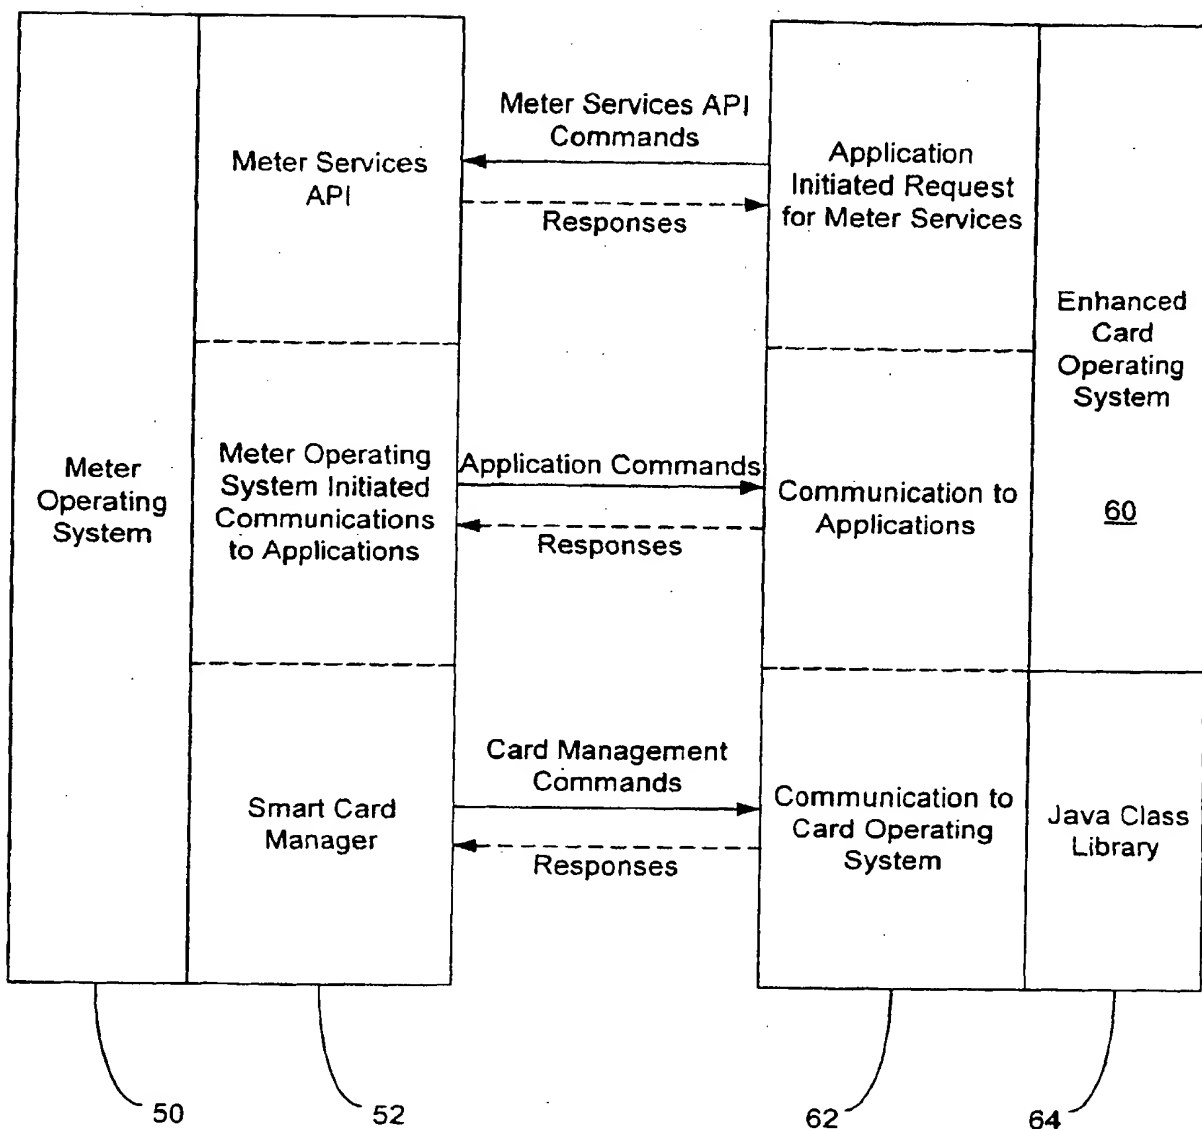 Meter Services API
Commands
Meter Services
API
Responses
Application
Initiated Request
for Meter Services
Enhanced
Card
Operating
System
60
Meter
Operating
System
Meter Operating
System Initiated
Communications
to Applications
Application Commands
Responses
Communication to
Applications
Card Management
Commands
Smart Card
Manager
Responses
Communication to
Card Operating
System
Java Class
Library
50
52
62
64